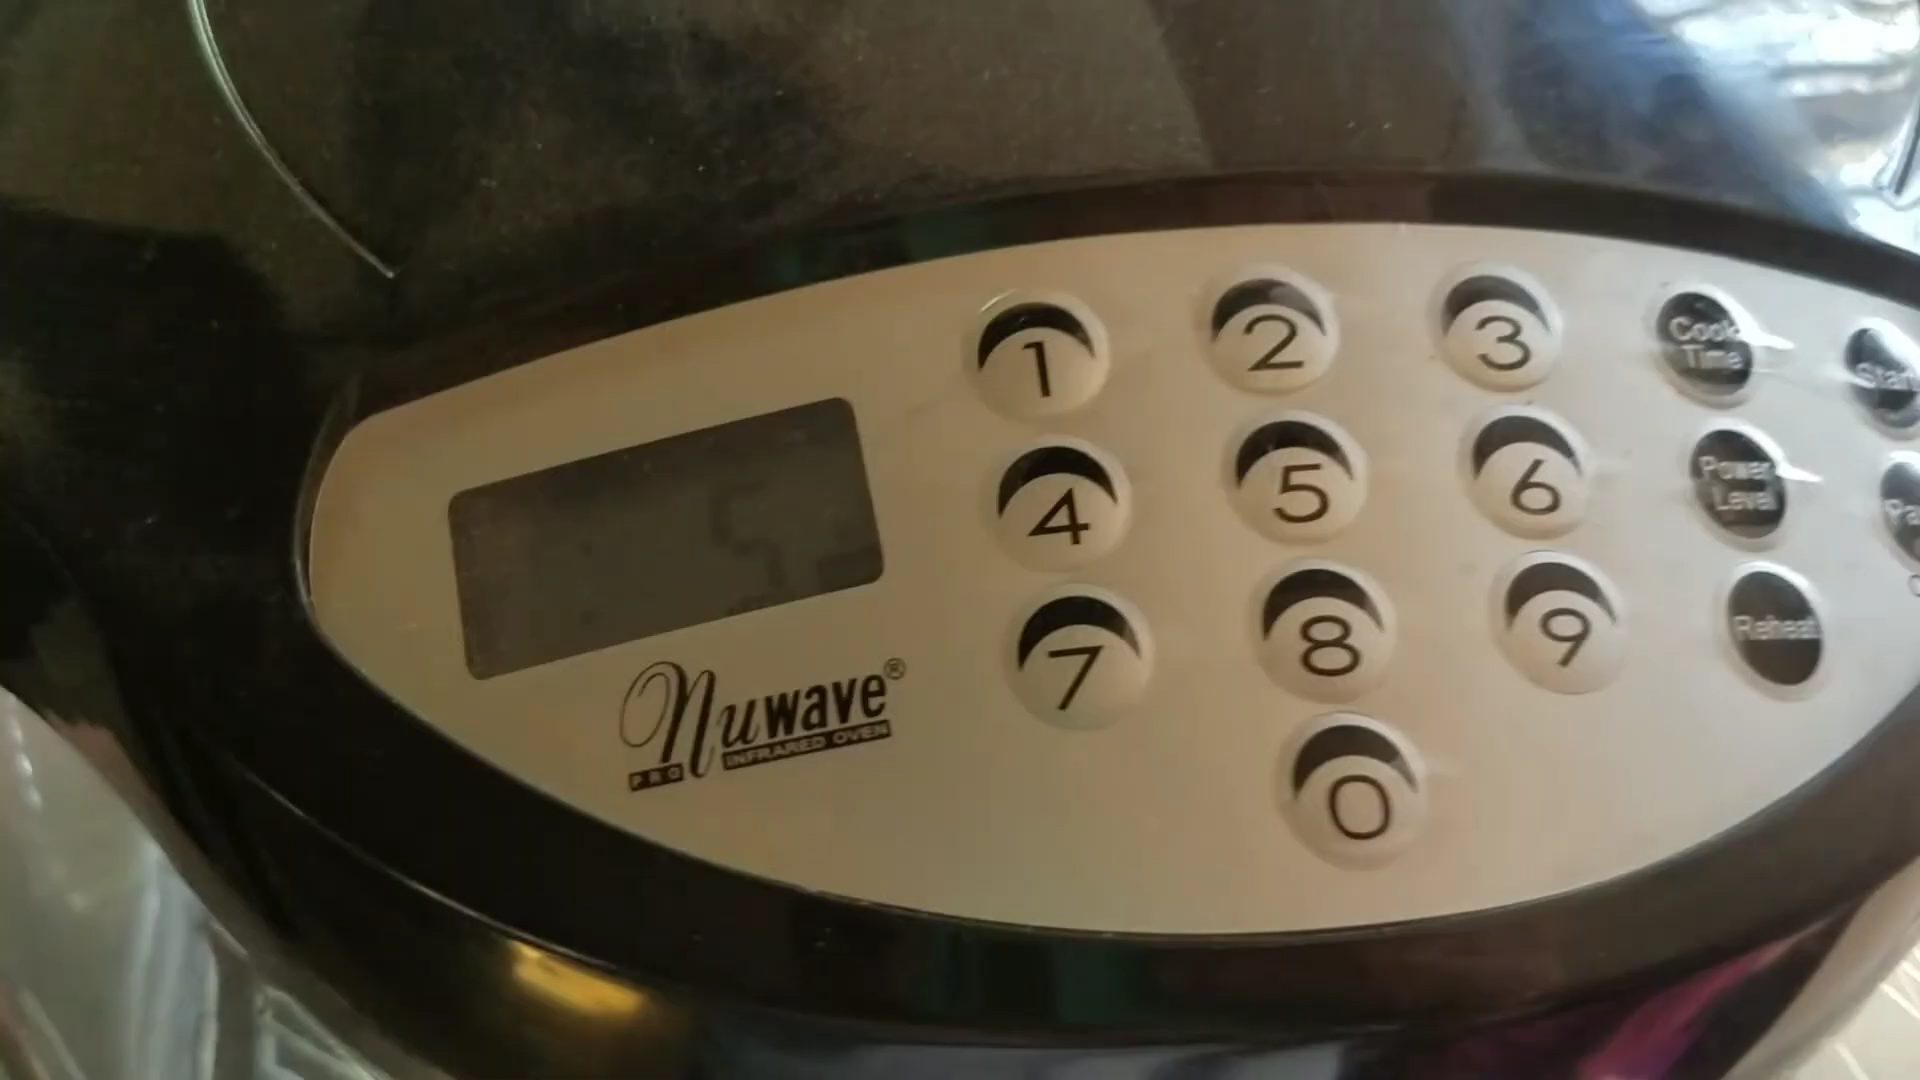 1 2 3 Cook Time
4 5 6 Power Level
7 8 9 Reheat
0
nuwave®
PRO INFRARED OVEN